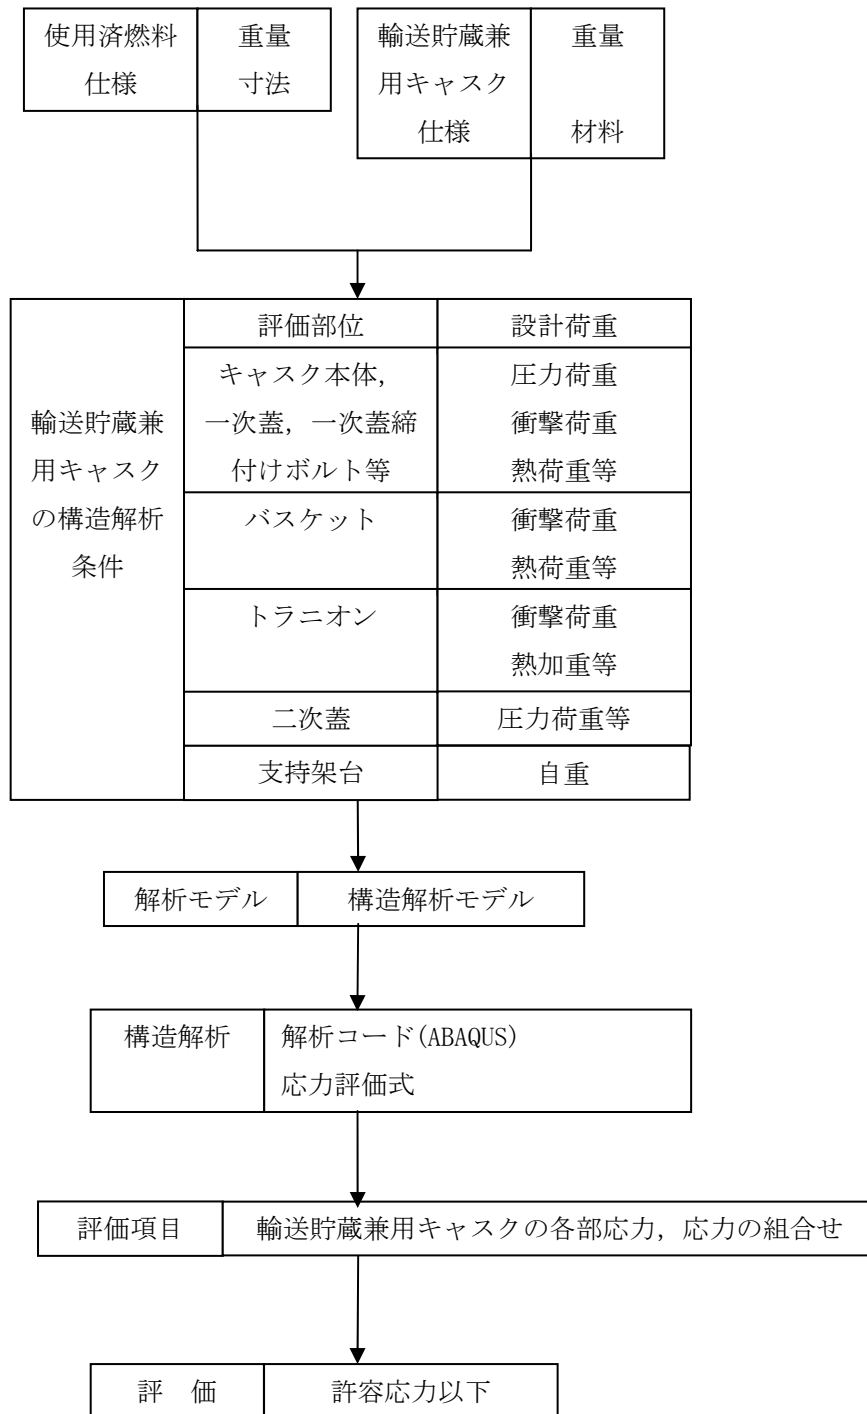 使用済燃料
仕様
重量
寸法
輸送貯蔵兼
用キャスク
仕様
重量
材料
輸送貯蔵兼
用キャスク
の構造解析
条件
評価部位
設計荷重
キャスク本体,
一次蓋, 一次蓋締
付けボルト等
圧力荷重
衝撃荷重
熱荷重等
バスケット
衝撃荷重
熱荷重等
トラニオン
衝撃荷重
熱加重等
二次蓋
圧力荷重等
支持架台
自重
解析モデル
構造解析モデル
構造解析
解析コード(ABAQUS)
応力評価式
評価項目
輸送貯蔵兼用キャスクの各部応力, 応力の組合せ
評　価
許容応力以下